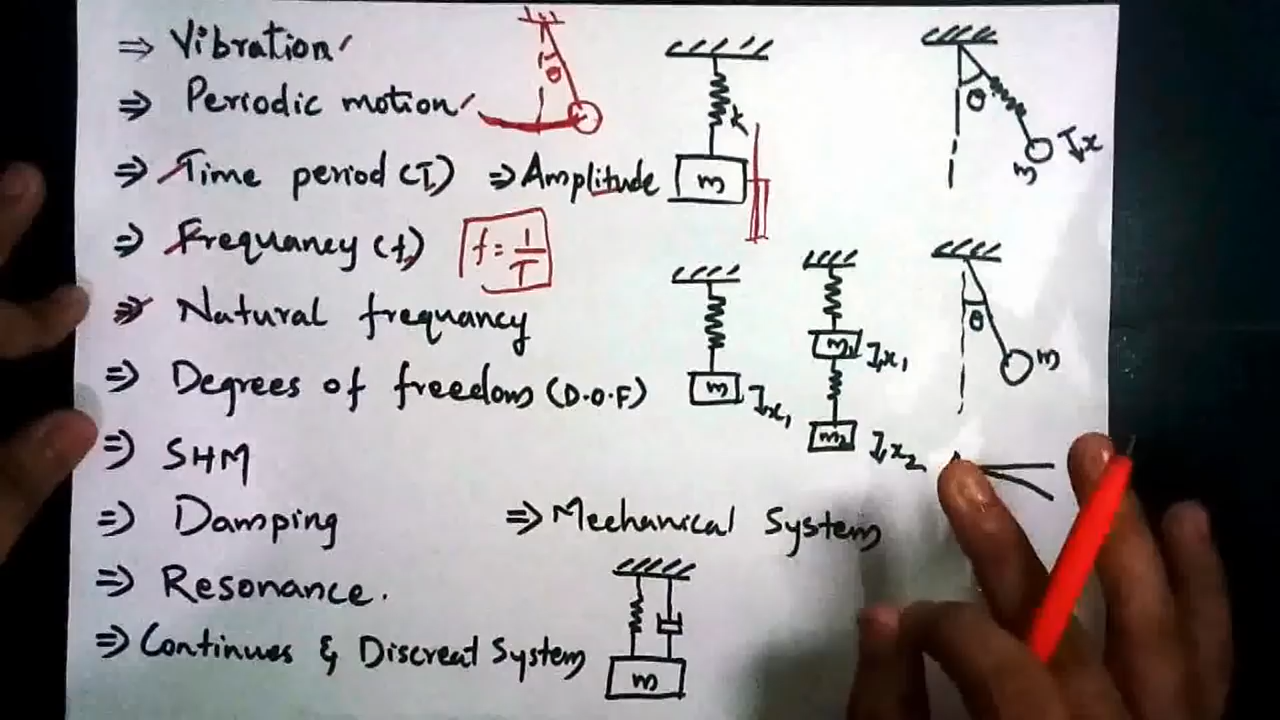 ⇒ Vibration
⇒ Periodic motion
⇒ Time period (T) ⇒ Amplitude
⇒ Frequancy (f) f = 1/T
⇒ Natural frequancy
⇒ Degrees of freedom (D.O.F)
⇒ SHM
⇒ Damping ⇒ Mechanical System
⇒ Resonance.
⇒ Continues & Discreat System
θ
k
m
θ
m
x
m
x1
m1
x1
m2
x2
θ
m
m